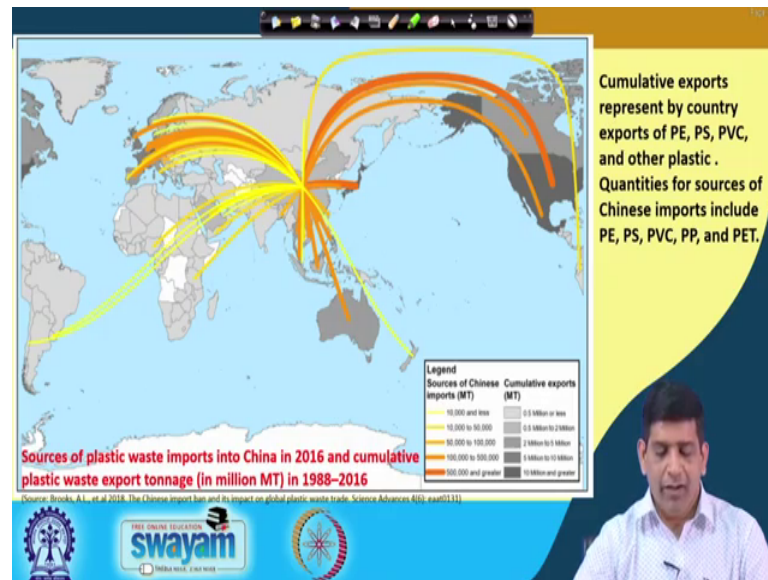 Cumulative exports
represent by country
exports of PE, PS, PVC,
and other plastic .
Quantities for sources of
Chinese imports include
PE, PS, PVC, PP, and PET.
Legend
Sources of Chinese imports (MT)
Cumulative exports (MT)
10,000 and less
0.5 Million or less
10,000 to 50,000
0.5 Million to 2 Million
50,000 to 100,000
2 Million to 5 Million
100,000 to 500,000
5 Million to 10 Million
500,000 and greater
10 Million and greater
Sources of plastic waste imports into China in 2016 and cumulative
plastic waste export tonnage (in million MT) in 1988–2016
(Source: Brooks, A.L., et al 2018. The Chinese import ban and its impact on global plastic waste trade. Science Advances 4(6): eaat0131)
FREE ONLINE EDUCATION
swayam